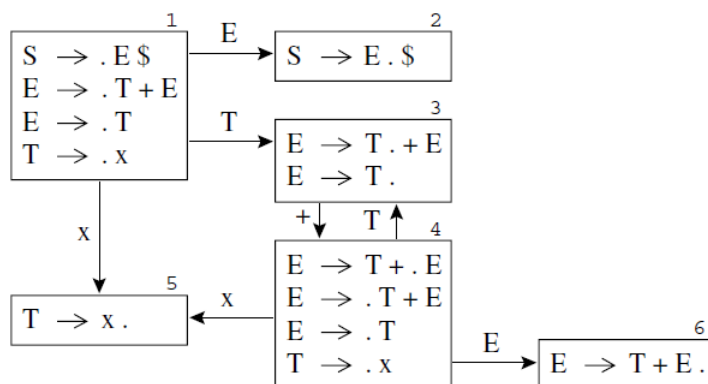 1
S → . E $
E → . T + E
E → . T
T → . x
E
2
S → E . $
T
3
E → T . + E
E → T .
x
+
T
4
E → T + . E
E → . T + E
E → . T
T → . x
5
T → x .
x
E
6
E → T + E .